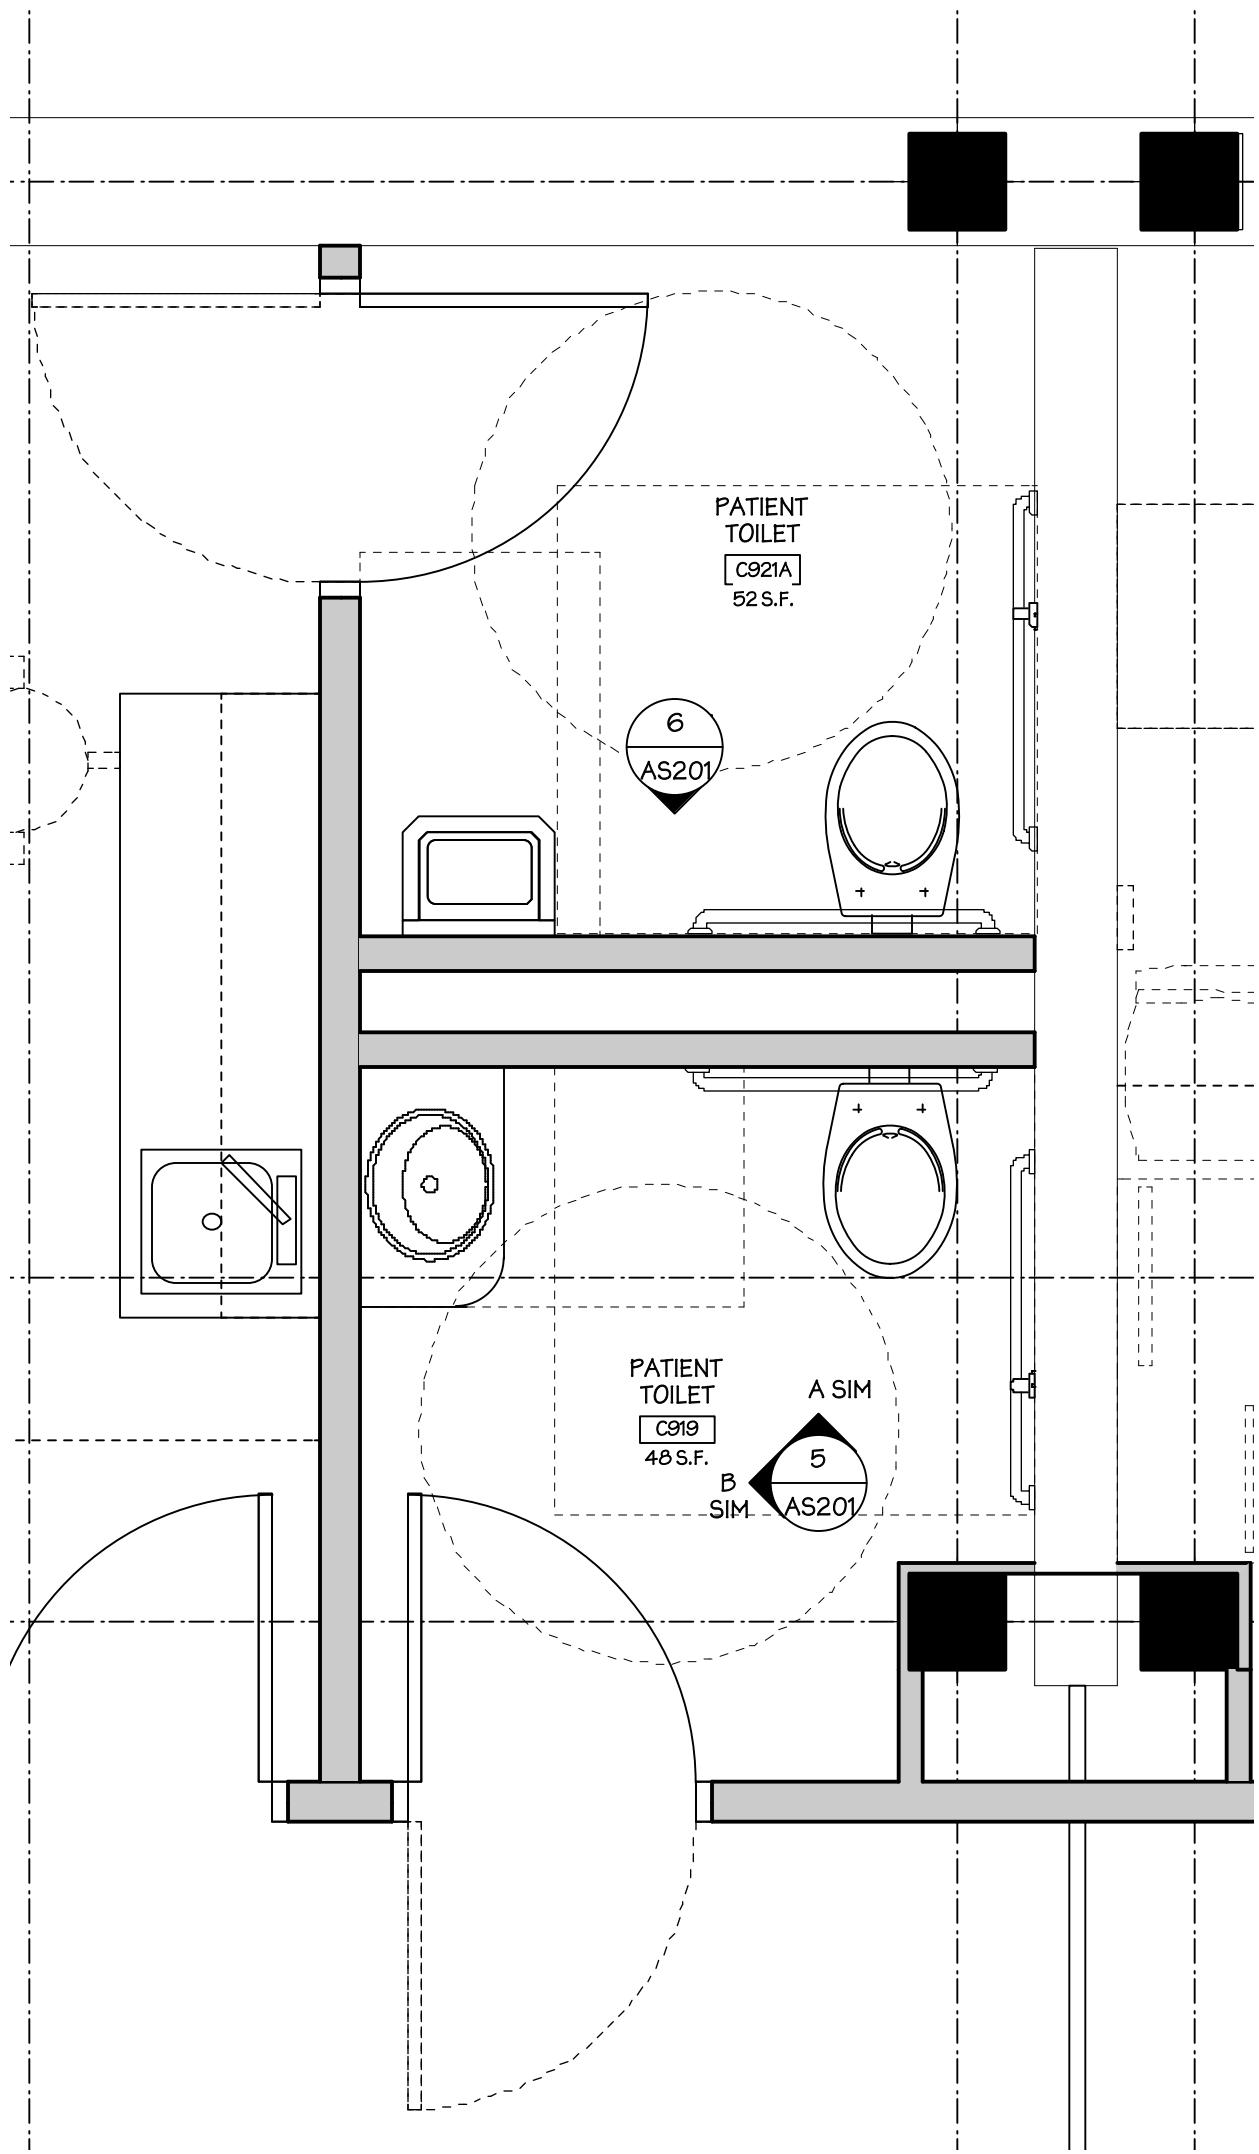 PATIENT
TOILET
C921A
52 S.F.
6
AS201
PATIENT
TOILET
C919
48 S.F.
A SIM
5
AS201
B
SIM